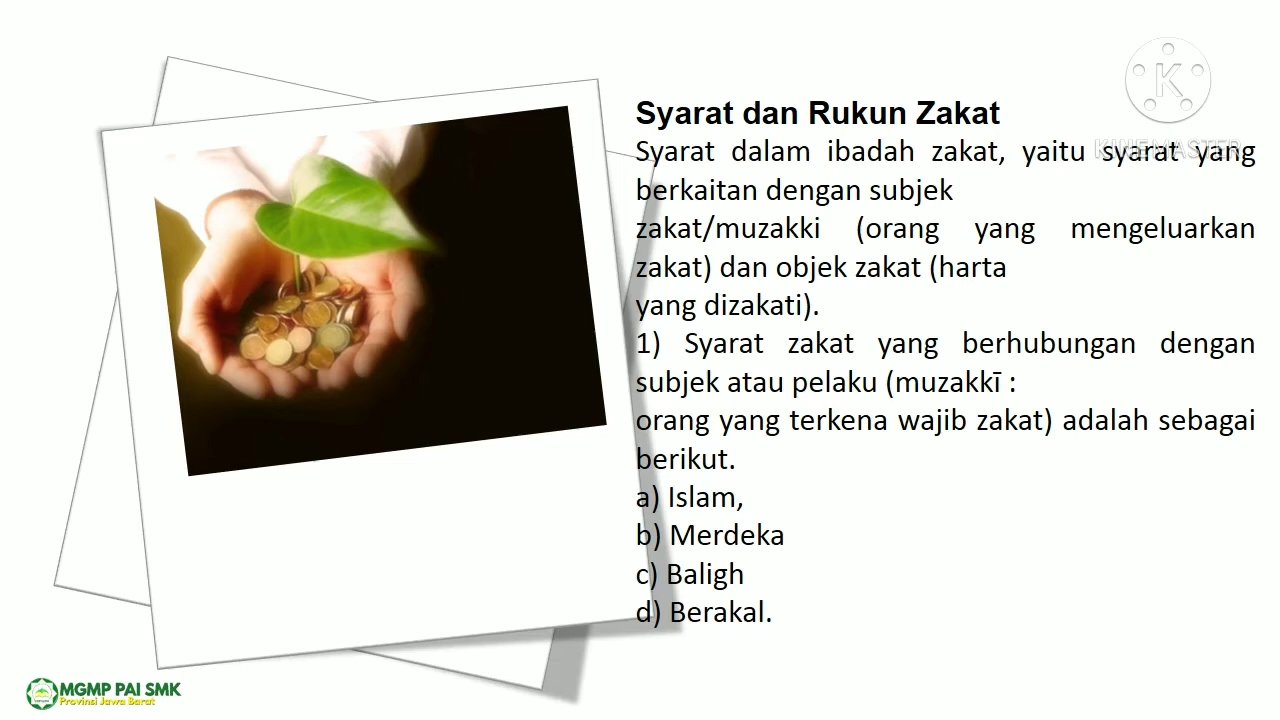 Syarat dan Rukun Zakat
Syarat dalam ibadah zakat, yaitu syarat yang
berkaitan dengan subjek
zakat/muzakki (orang yang mengeluarkan
zakat) dan objek zakat (harta
yang dizakati).
1) Syarat zakat yang berhubungan dengan
subjek atau pelaku (muzakkī :
orang yang terkena wajib zakat) adalah sebagai
berikut.
a) Islam,
b) Merdeka
c) Baligh
d) Berakal.
K
KINEMASTER
MGMP PAI SMK
Provinsi Jawa Barat